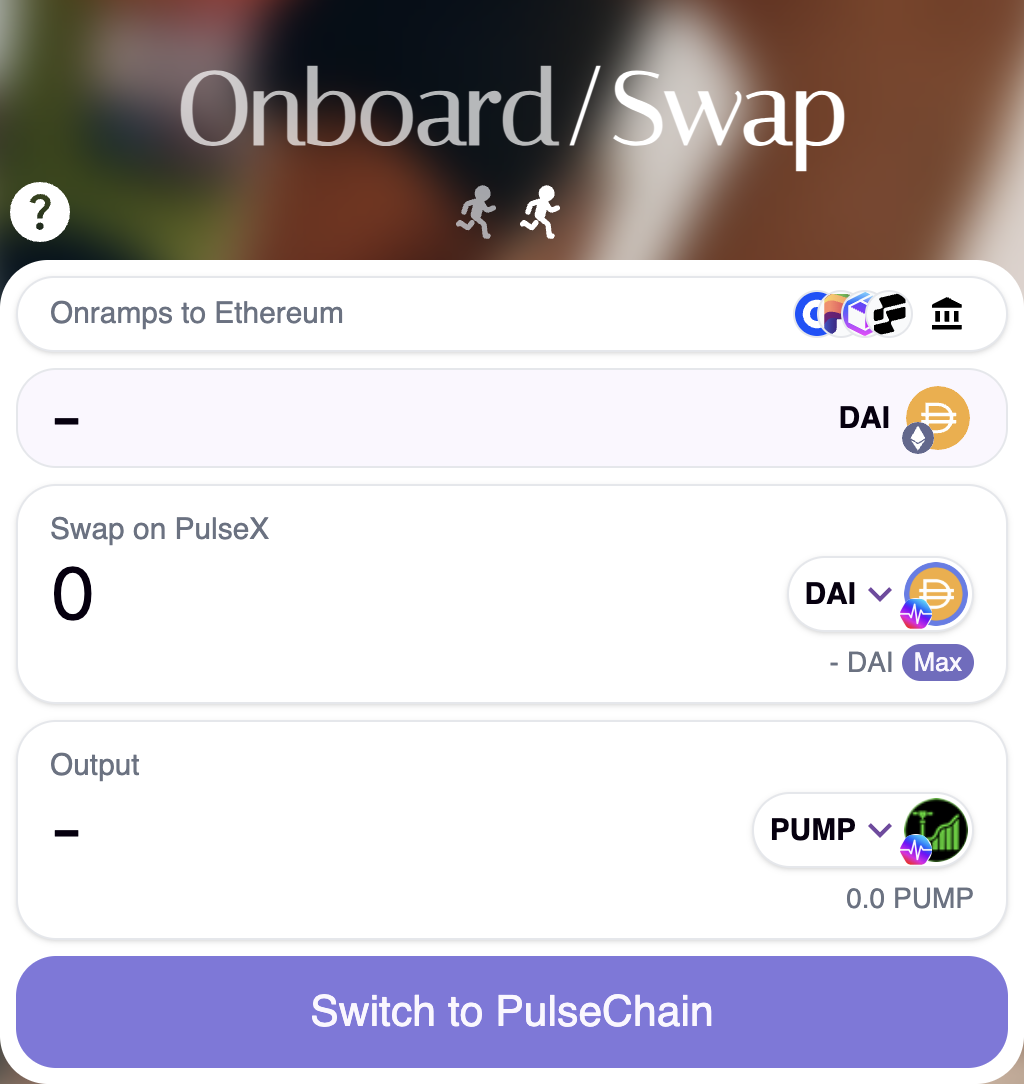 Onboard/Swap
?
Onramps to Ethereum
– DAI
Swap on PulseX
0 DAI
- DAI Max
Output
– PUMP
0.0 PUMP
Switch to PulseChain